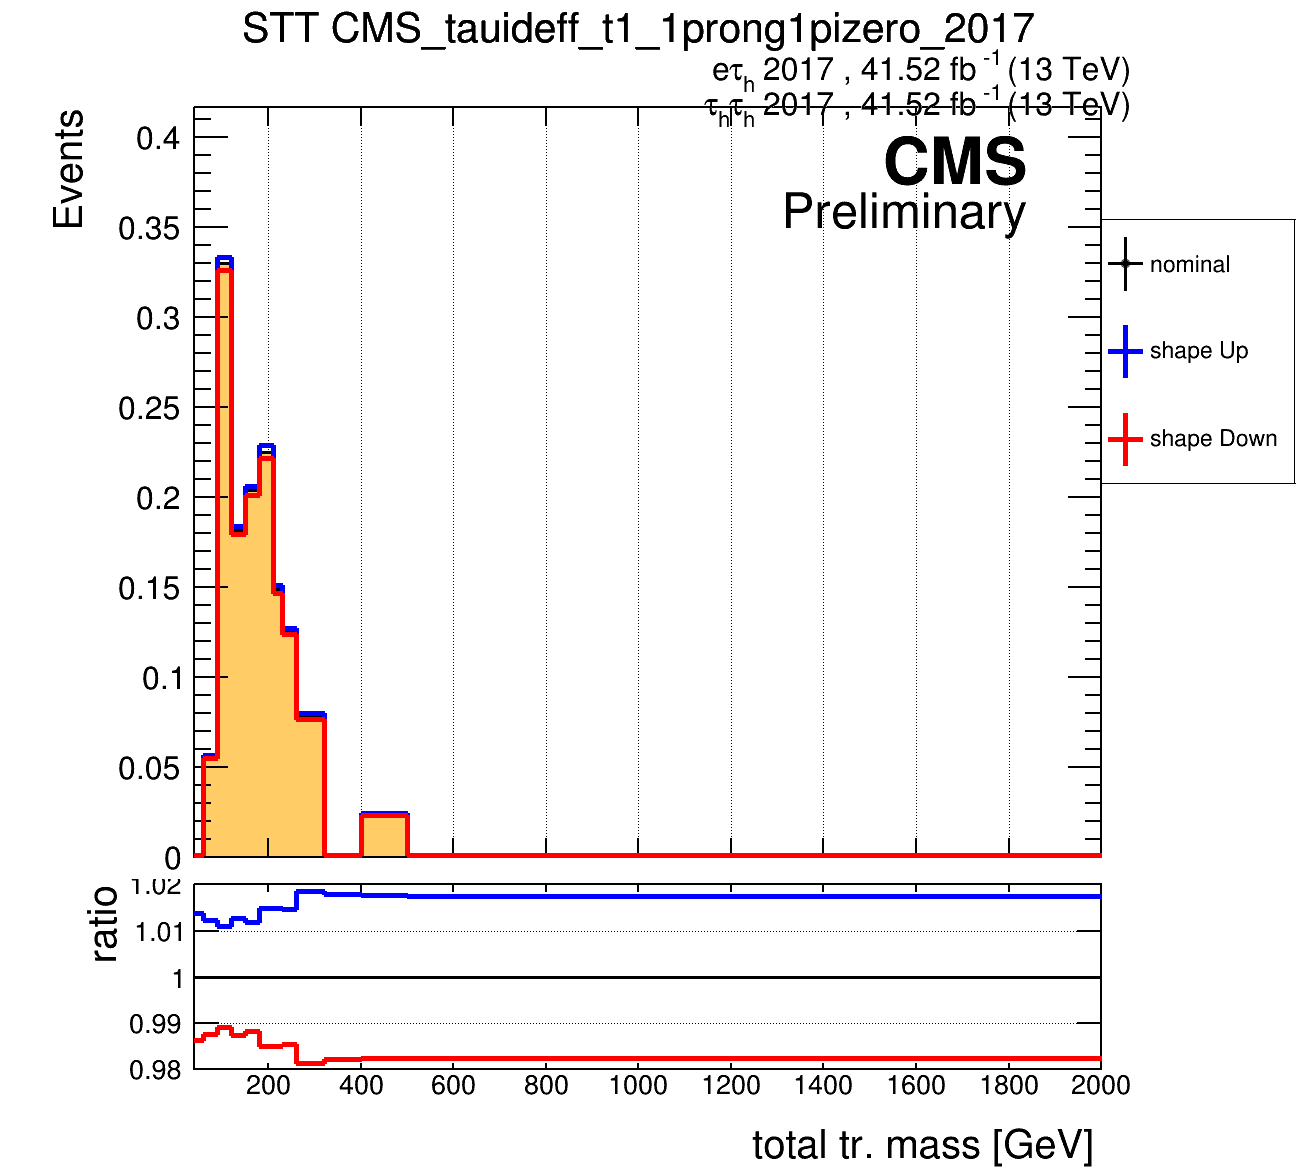 STT CMS_tauideff_t1_1prong1pizero_2017
eτh 2017 , 41.52 fb -1 (13 TeV)
τhτh 2017 , 41.52 fb -1 (13 TeV)
CMS
Preliminary
Events
0.4
0.35
0.3
0.25
0.2
0.15
0.1
0.05
0
nominal
shape Up
shape Down
ratio
1.02
1.01
1
0.99
0.98
200 400 600 800 1000 1200 1400 1600 1800 2000
total tr. mass [GeV]